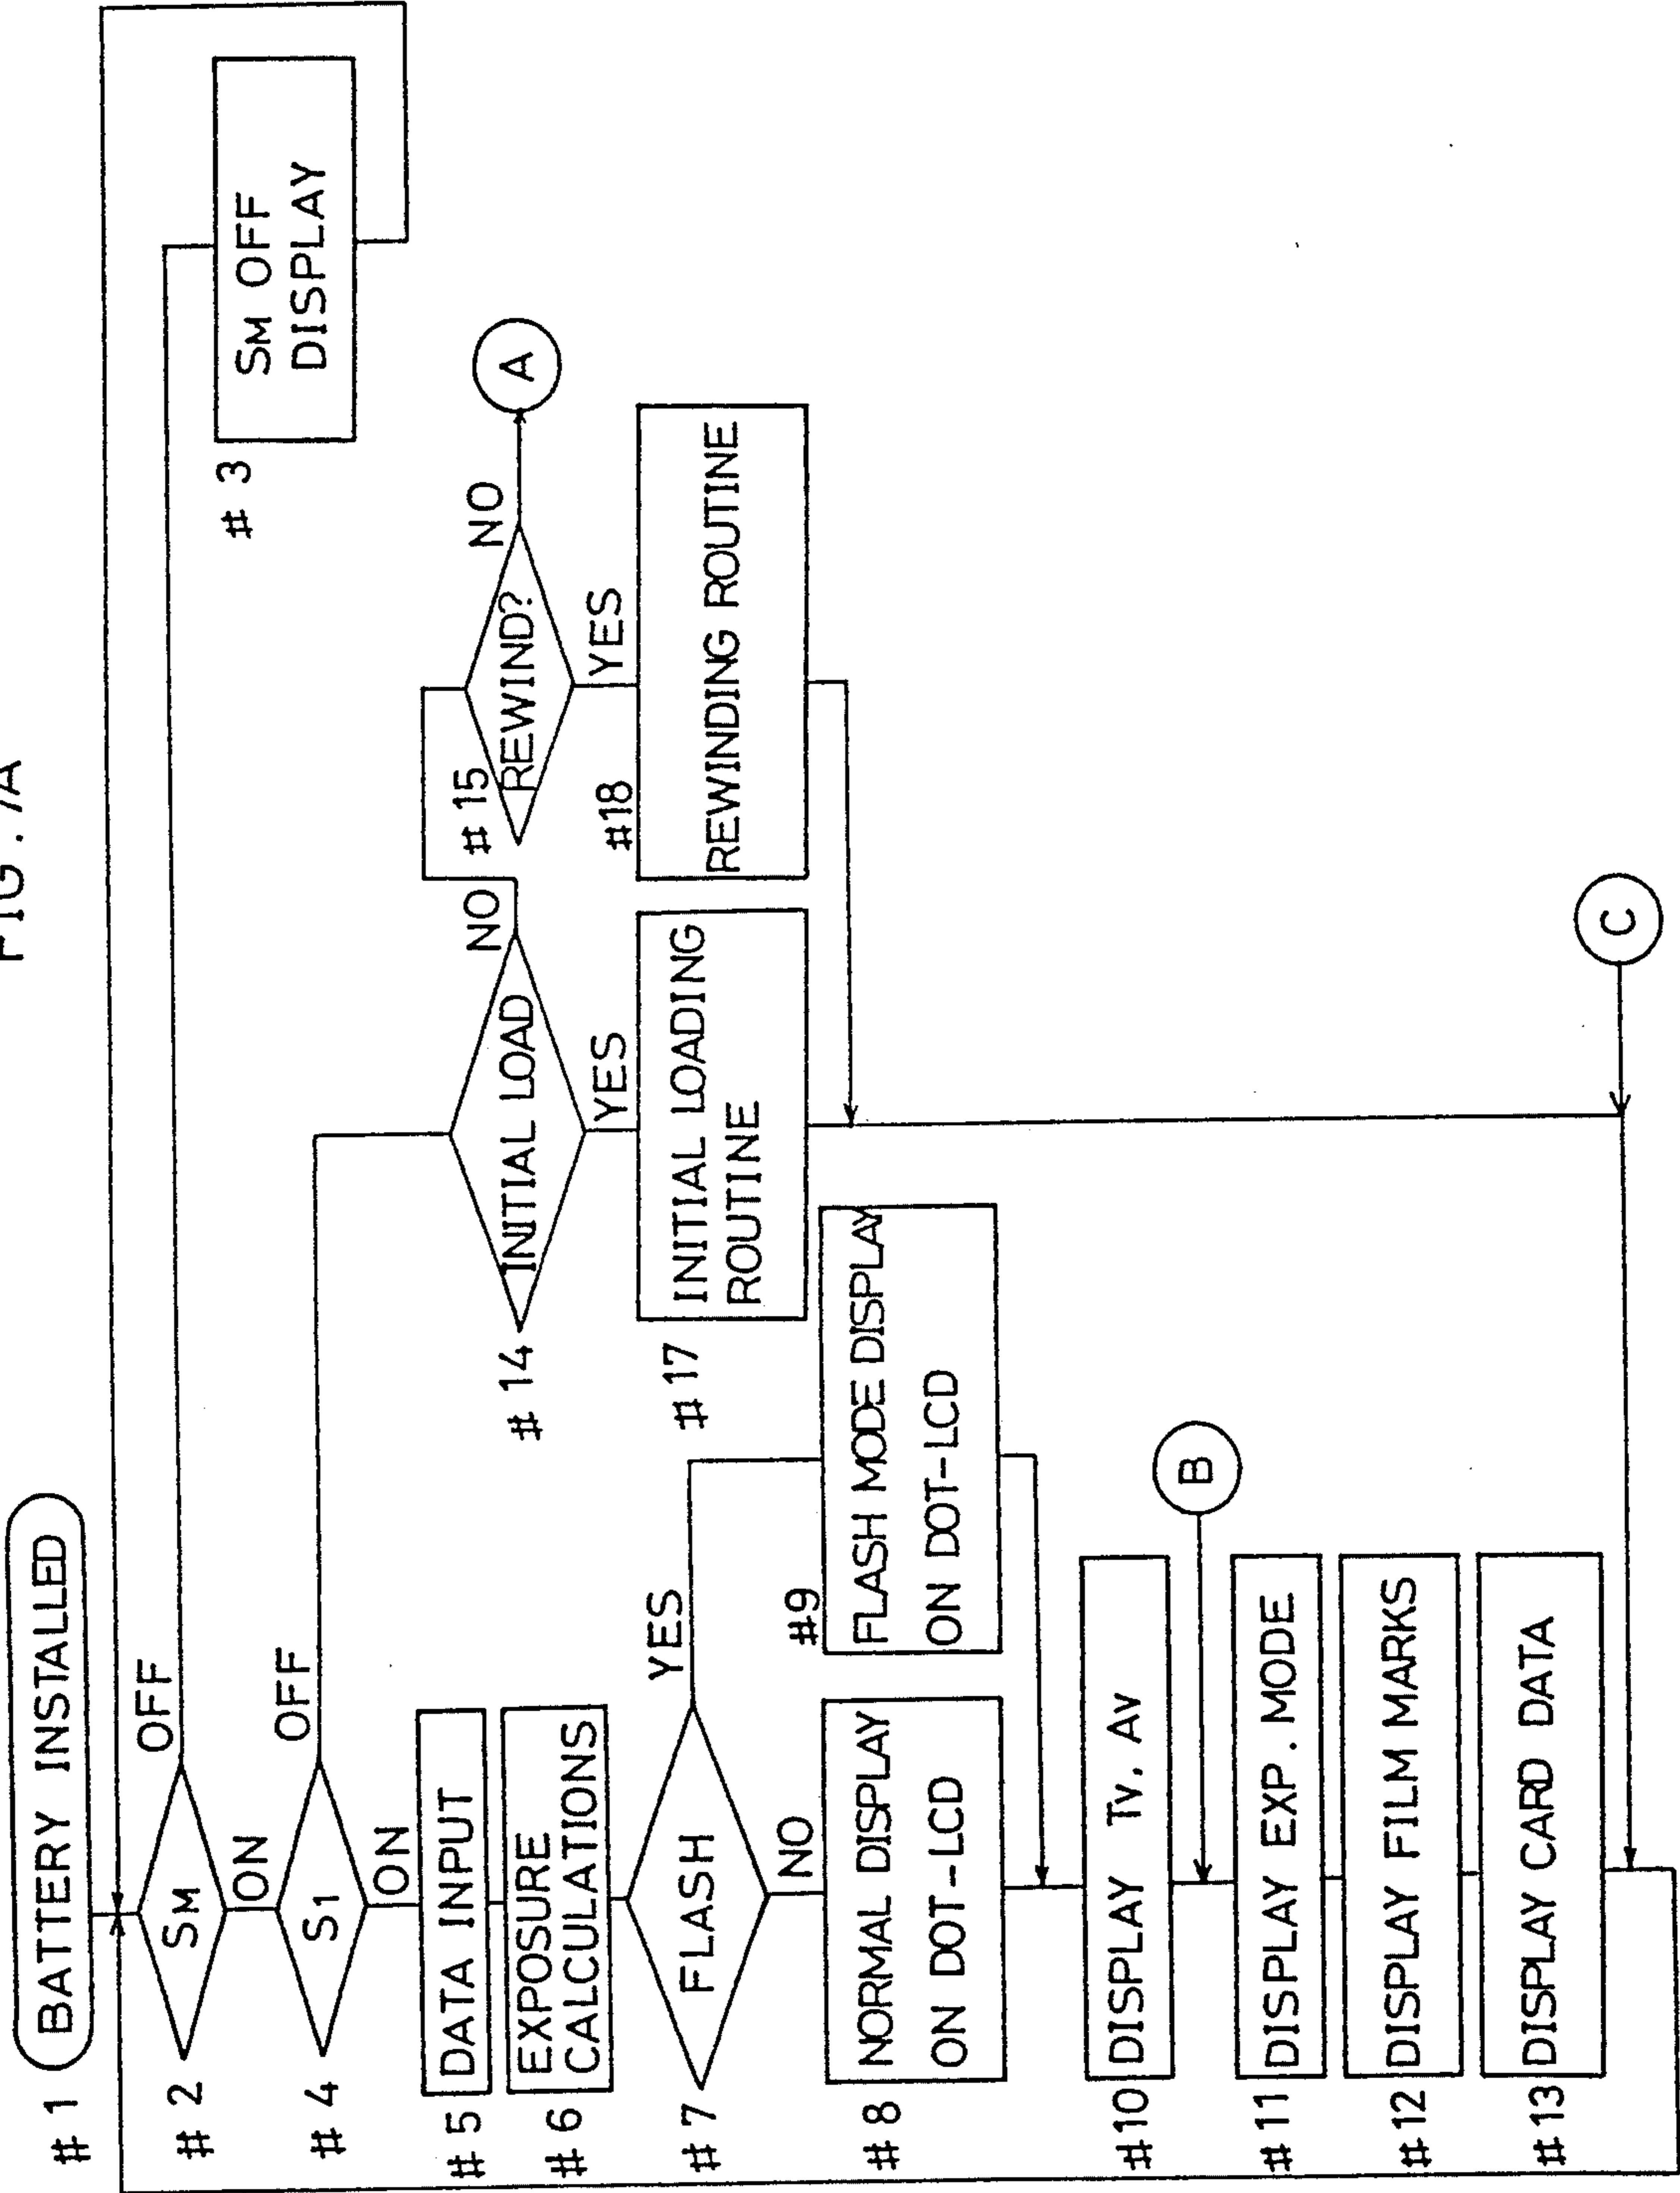 FIG. 7A
# 1 BATTERY INSTALLED
# 2 SM OFF
ON
# 3 SM OFF
DISPLAY
# 4 S1 OFF
ON
# 5 DATA INPUT
# 6 EXPOSURE
CALCULATIONS
# 7 FLASH YES
NO
# 8 NORMAL DISPLAY
ON DOT-LCD
#9 FLASH MODE DISPLAY
ON DOT-LCD
#10 DISPLAY Tv. Av
B
#11 DISPLAY EXP. MODE
#12 DISPLAY FILM MARKS
#13 DISPLAY CARD DATA
# 14 INITIAL LOAD NO
YES
# 15 REWIND? NO
YES
A
# 17 INITIAL LOADING
ROUTINE
#18 REWINDING ROUTINE
C